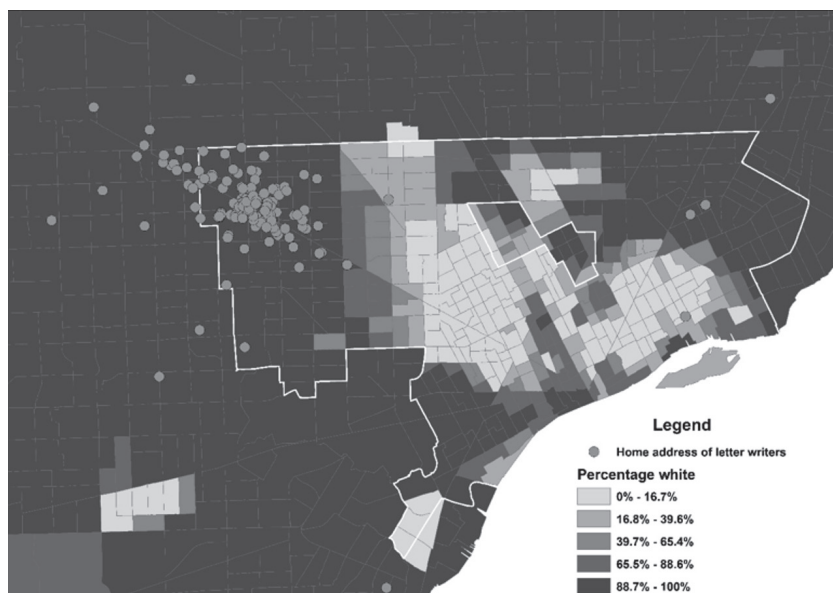 Legend
Home address of letter writers
Percentage white
0% - 16.7%
16.8% - 39.6%
39.7% - 65.4%
65.5% - 88.6%
88.7% - 100%